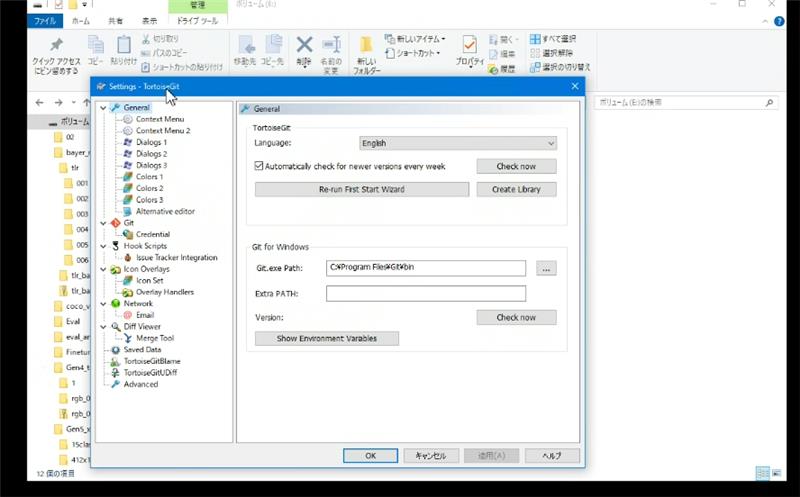 ボリューム (E:)
管理
ファイル
ホーム
共有
表示
ドライブ ツール
クイック アクセス
にピン留めする
コピー
貼り付け
切り取り
パスのコピー
ショートカットの貼り付け
移動先
コピー先
削除
名前の
変更
新しい
フォルダー
新しいアイテム
ショートカット
プロパティ
開く
編集
履歴
すべて選択
選択解除
選択の切り替え
ボリューム (E:)の検索
ボリューム
02
bayer_r
tlr
001
002
003
004
005
006
tlr_ba
tlr_ba
coco_v
Eval
eval_ar
Finetur
Gen4_t
1
rgb_0
rgb_0
Gen5_x
15clas
412x1
12 個の項目
Settings - TortoiseGit
General
Context Menu
Context Menu 2
Dialogs 1
Dialogs 2
Dialogs 3
Colors 1
Colors 2
Colors 3
Alternative editor
Git
Credential
Hook Scripts
Issue Tracker Integration
Icon Overlays
Icon Set
Overlay Handlers
Network
Email
Diff Viewer
Merge Tool
Saved Data
TortoiseGitBlame
TortoiseGitUDiff
Advanced
General
TortoiseGit
Language: English
Automatically check for newer versions every week Check now
Re-run First Start Wizard Create Library
Git for Windows
Git.exe Path: C:¥Program Files¥Git¥bin ...
Extra PATH:
Version: Check now
Show Environment Variables
OK キャンセル 適用(A) ヘルプ